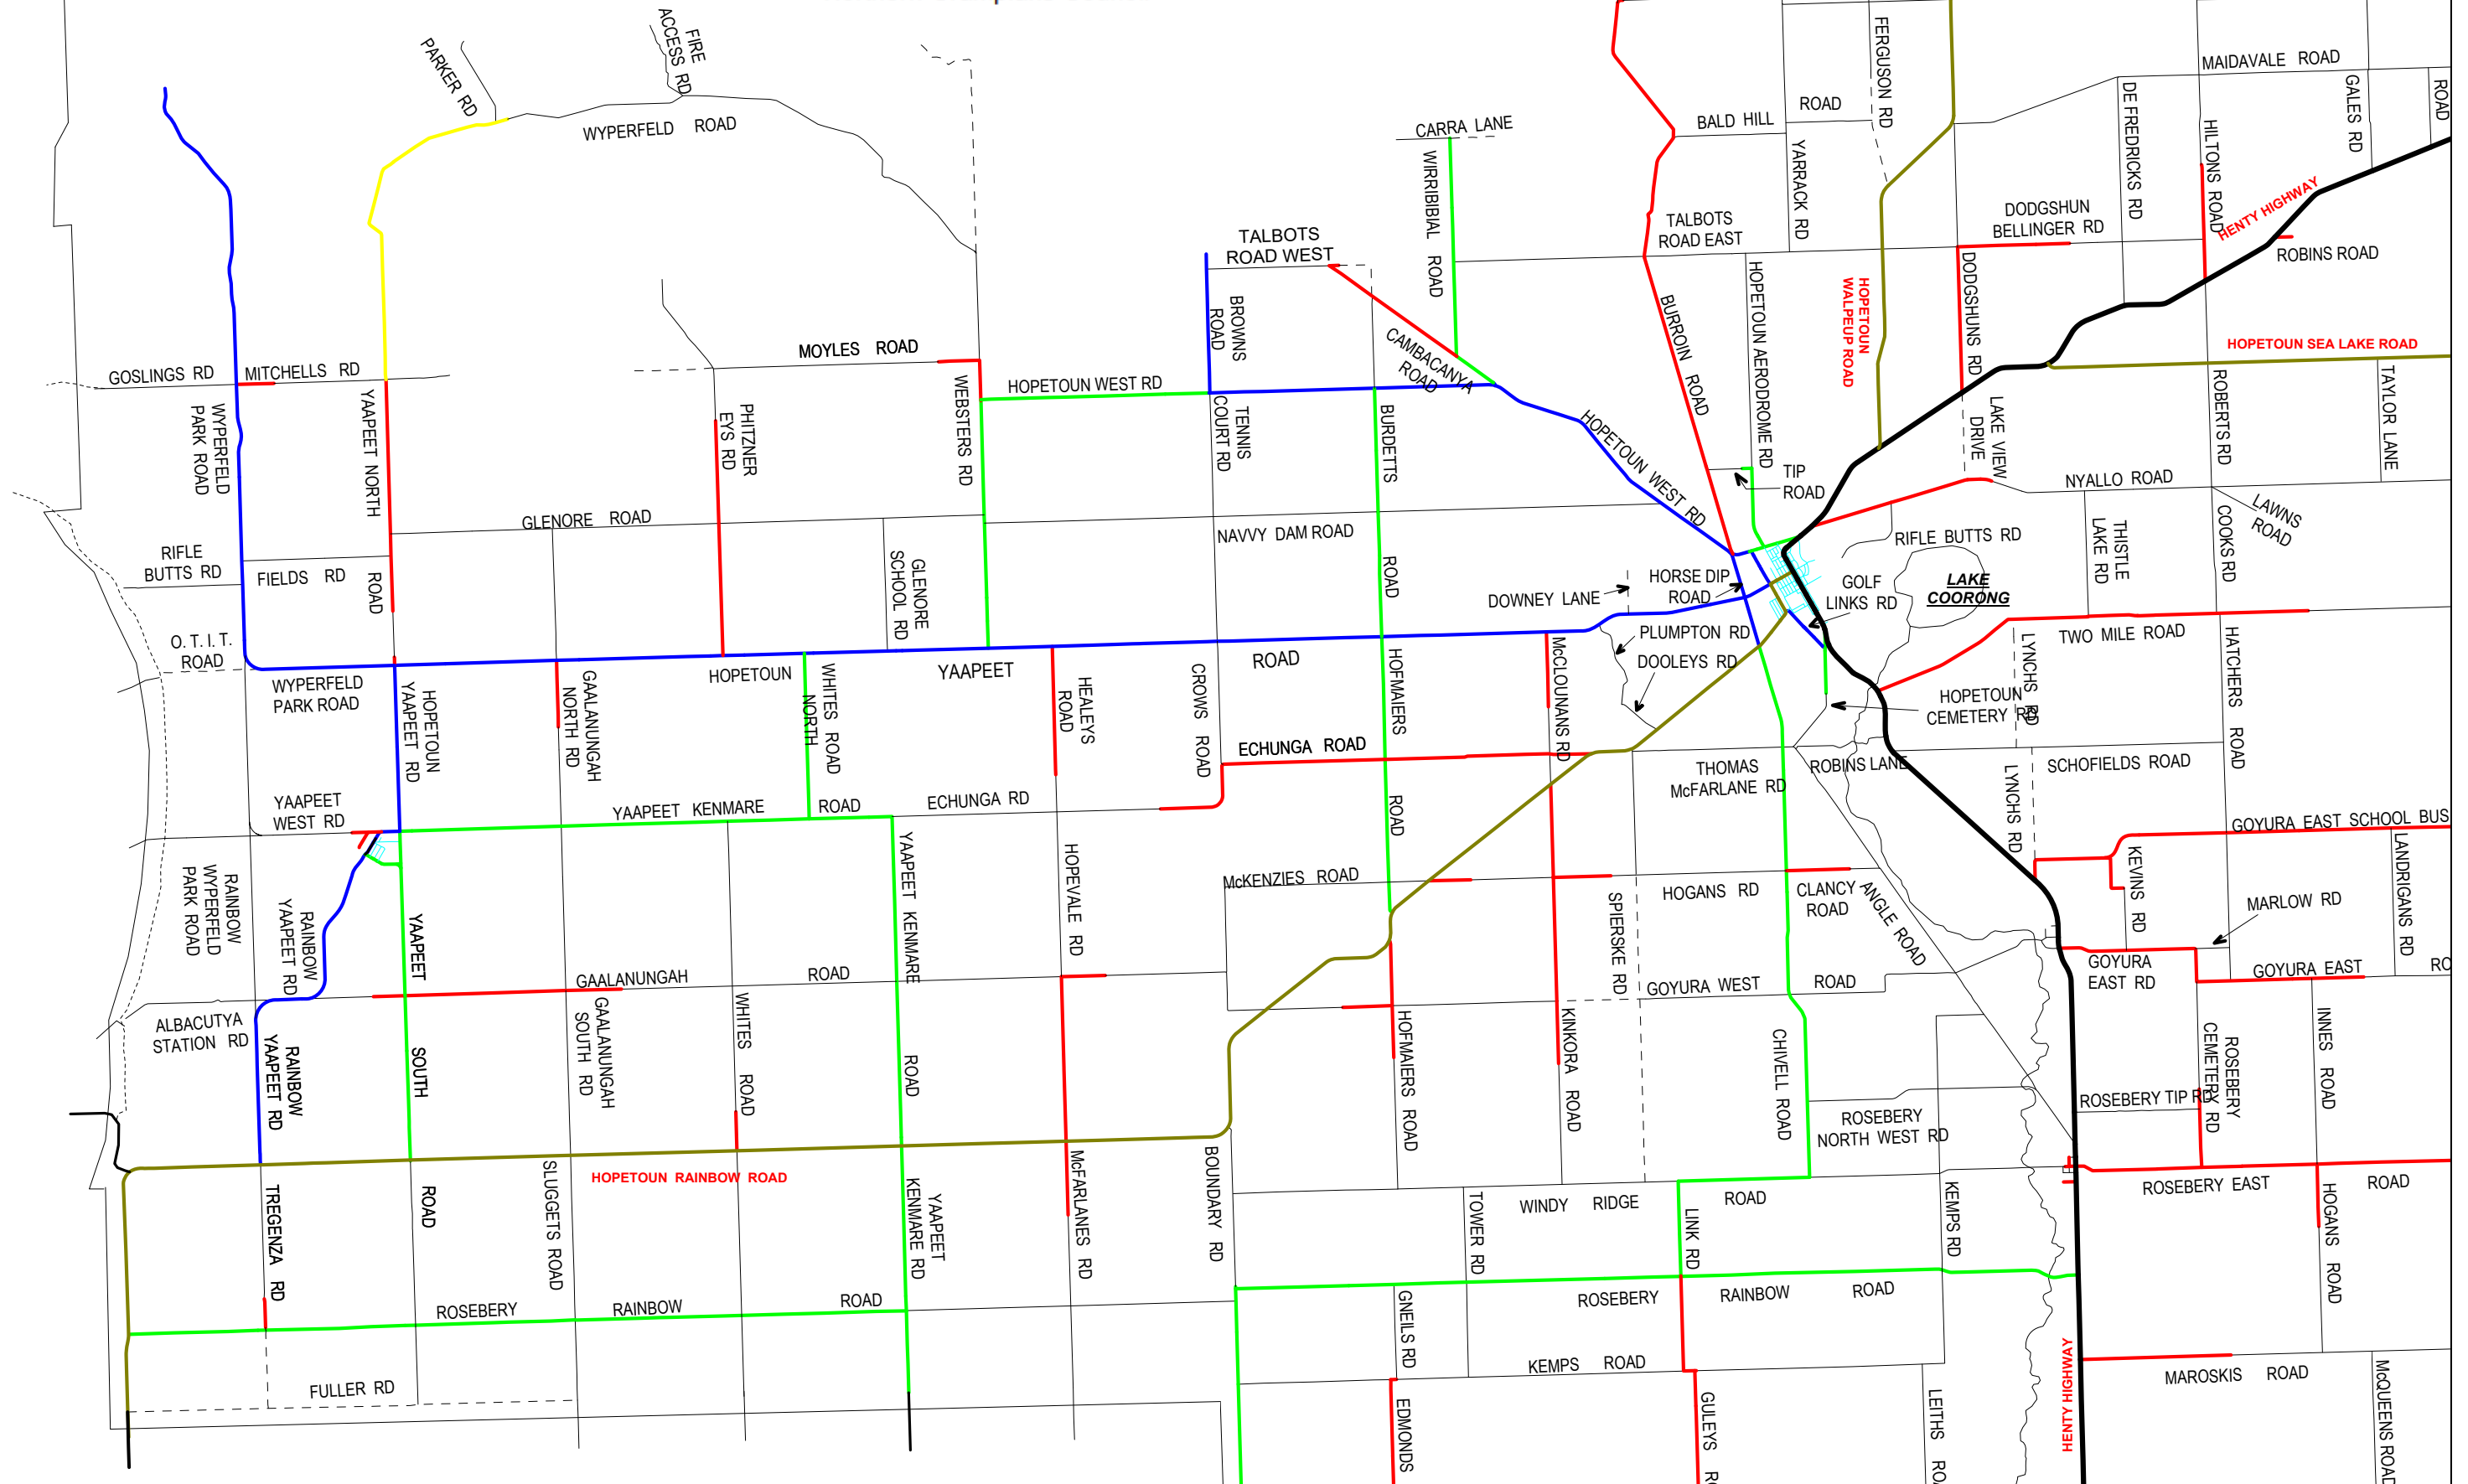 PARKER RD
FIRE
ACCESS RD
WYPERFELD ROAD
FERGUSON RD
MAIDAVALE ROAD
GALES RD
ROAD
DE FREDRICKS RD
HILTONS ROAD
CARRA LANE
BALD HILL
ROAD
WIRRIBIBIAL ROAD
YARRACK RD
HENTY HIGHWAY
TALBOTS
ROAD WEST
TALBOTS
ROAD EAST
DODGSHUN
BELLINGER RD
ROBINS ROAD
BROWNS
ROAD
CAMBACANYA
ROAD
BURROIN ROAD
HOPETOUN AERODROME RD
HOPETOUN
WALPEUP ROAD
DODGSHUNS RD
HOPETOUN SEA LAKE ROAD
GOSLINGS RD
MITCHELLS RD
MOYLES ROAD
WYPERFELD
PARK ROAD
YAAPEET NORTH
ROAD
PHITZNER
EYS RD
WEBSTERS RD
HOPETOUN WEST RD
TENNIS
COURT RD
BURDETTS
ROAD
HOPETOUN WEST RD
LAKE VIEW
DRIVE
ROBERTS RD
TAYLOR LANE
TIP
ROAD
NYALLO ROAD
GLENORE ROAD
NAVVY DAM ROAD
LAWNS
ROAD
COOKS RD
THISTLE
LAKE RD
RIFLE BUTTS RD
RIFLE
BUTTS RD
FIELDS RD
GLENORE
SCHOOL RD
DOWNEY LANE
HORSE DIP
ROAD
GOLF
LINKS RD
LAKE
COORONG
O. T. I. T.
ROAD
WYPERFELD
PARK ROAD
HOPETOUN
YAAPEET RD
GAALANUNGAH
NORTH RD
HOPETOUN
YAAPEET
ROAD
WHITES ROAD
NORTH
HEALEYS
ROAD
CROWS ROAD
HOFMAIERS
ROAD
McCLOUNANS RD
PLUMPTON RD
DOOLEYS RD
TWO MILE ROAD
LYNCHS RD
HATCHERS ROAD
HOPETOUN
CEMETERY RD
ECHUNGA ROAD
THOMAS
McFARLANE RD
ROBINS LANE
SCHOFIELDS ROAD
LYNCHS RD
YAAPEET
WEST RD
YAAPEET KENMARE ROAD
ECHUNGA RD
GOYURA EAST SCHOOL BUS
RAINBOW
WYPERFELD
PARK ROAD
RAINBOW
YAAPEET RD
YAAPEET
SOUTH
ROAD
YAAPEET KENMARE
ROAD
HOPEVALE RD
McKENZIES ROAD
HOGANS RD
CLANCY
ROAD
ANGLE ROAD
SPIERSKE RD
KEVINS RD
LANDRIGANS RD
MARLOW RD
GAALANUNGAH ROAD
GOYURA WEST ROAD
GOYURA
EAST RD
GOYURA EAST RO
ALBACUTYA
STATION RD
RAINBOW
YAAPEET RD
GAALANUNGAH
SOUTH RD
WHITES ROAD
HOFMAIERS ROAD
KINKORA ROAD
CHIVELL ROAD
ROSEBERY
CEMETERY RD
INNES ROAD
ROSEBERY TIP RD
ROSEBERY
NORTH WEST RD
HOPETOUN RAINBOW ROAD
TREGENZA RD
SLUGGETS ROAD
YAAPEET
KENMARE RD
McFARLANES RD
BOUNDARY RD
TOWER RD
WINDY RIDGE ROAD
LINK RD
KEMPS RD
ROSEBERY EAST ROAD
HOGANS ROAD
ROSEBERY RAINBOW ROAD
ROSEBERY RAINBOW ROAD
GNEILS RD
KEMPS ROAD
FULLER RD
EDMONDS
GULEYS
LEITHS
HENTY HIGHWAY
MAROSKIS ROAD
McQUEENS ROAD